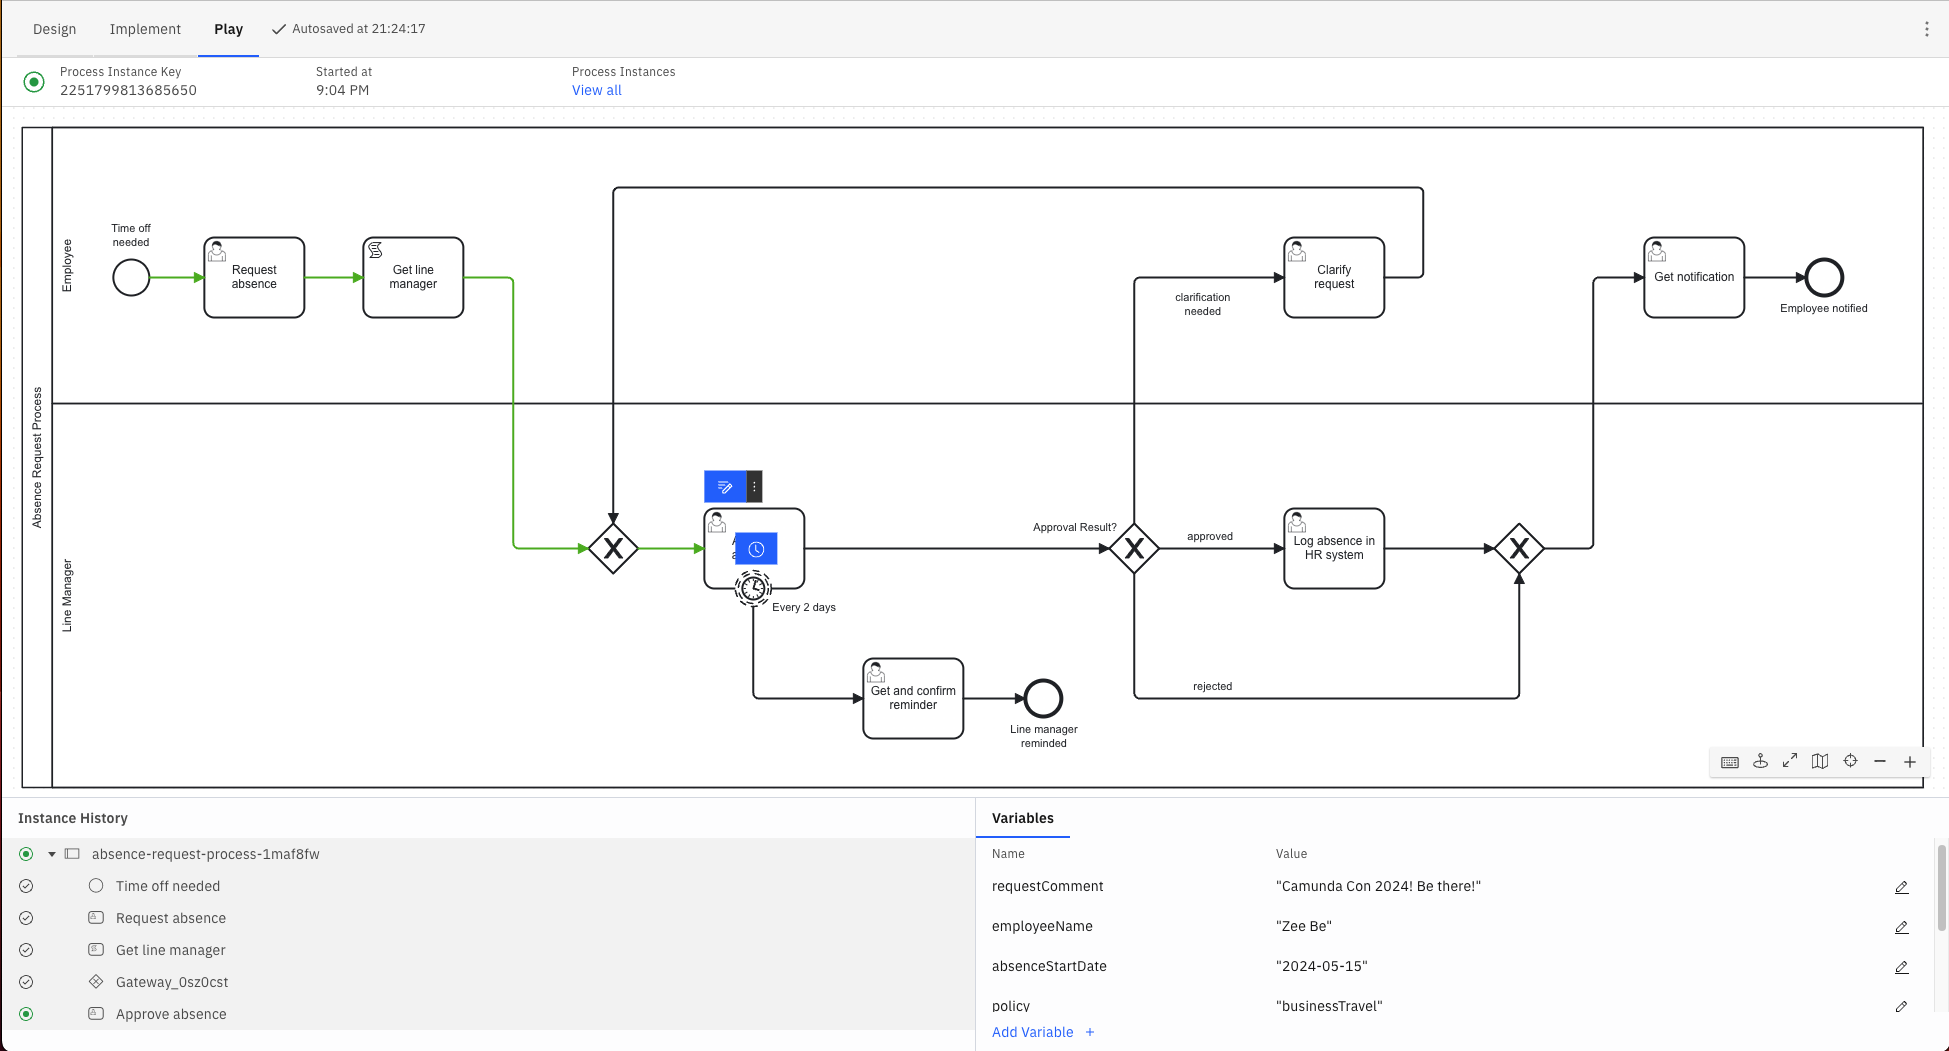 Design
Implement
Play
Autosaved at 21:24:17
Process Instance Key
2251799813685650
Started at
9:04 PM
Process Instances
View all
Absence Request Process
Employee
Time off
needed
Request
absence
Get line
manager
clarification
needed
Clarify
request
Get notification
Employee notified
Line Manager
X
Every 2 days
Get and confirm
reminder
Line manager
reminded
Approval Result?
X
approved
Log absence in
HR system
X
rejected
Instance History
absence-request-process-1maf8fw
Time off needed
Request absence
Get line manager
Gateway_0sz0cst
Approve absence
Variables
Name
Value
requestComment
"Camunda Con 2024! Be there!"
employeeName
"Zee Be"
absenceStartDate
"2024-05-15"
policy
"businessTravel"
Add Variable +